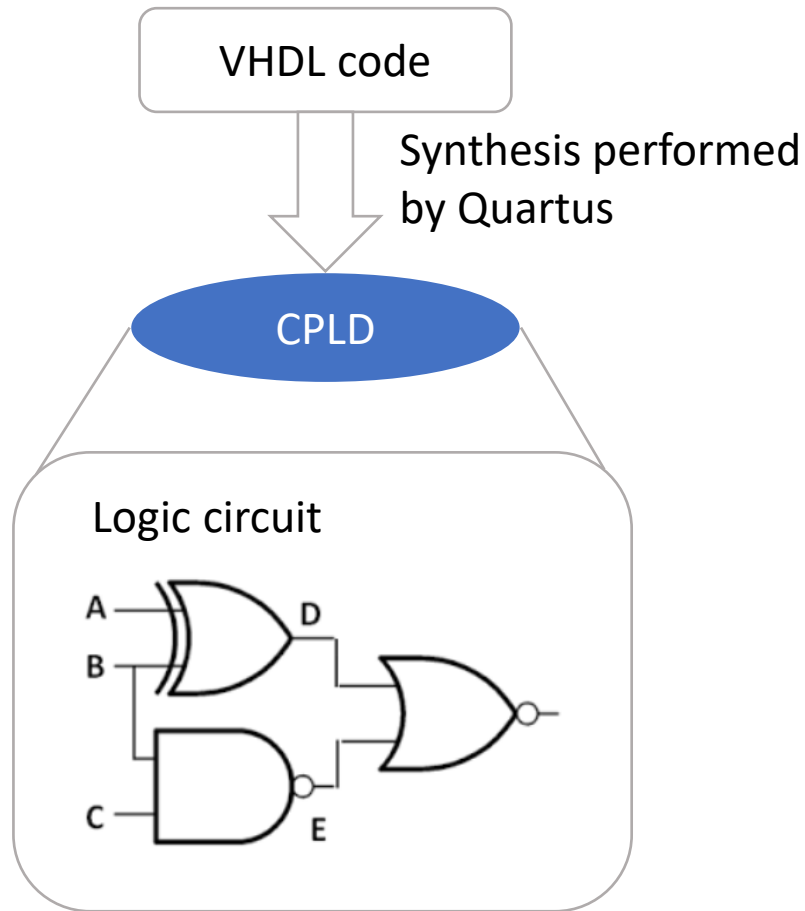 VHDL code
Synthesis performed
by Quartus
CPLD
Logic circuit
A
D
B
C
E